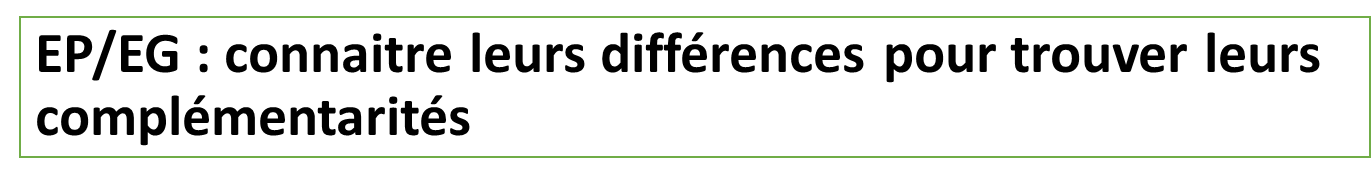 EP/EG : connaitre leurs différences pour trouver leurs
complémentarités